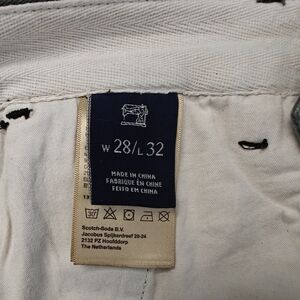 W 28/L 32
MADE IN CHINA
FABRIQUÉ EN CHINE
FEITO EM CHINA
30
Scotch-Soda B.V.
Jacobus Spijkerdreef 20-24
2132 PZ Hoofddorp
The Netherlands